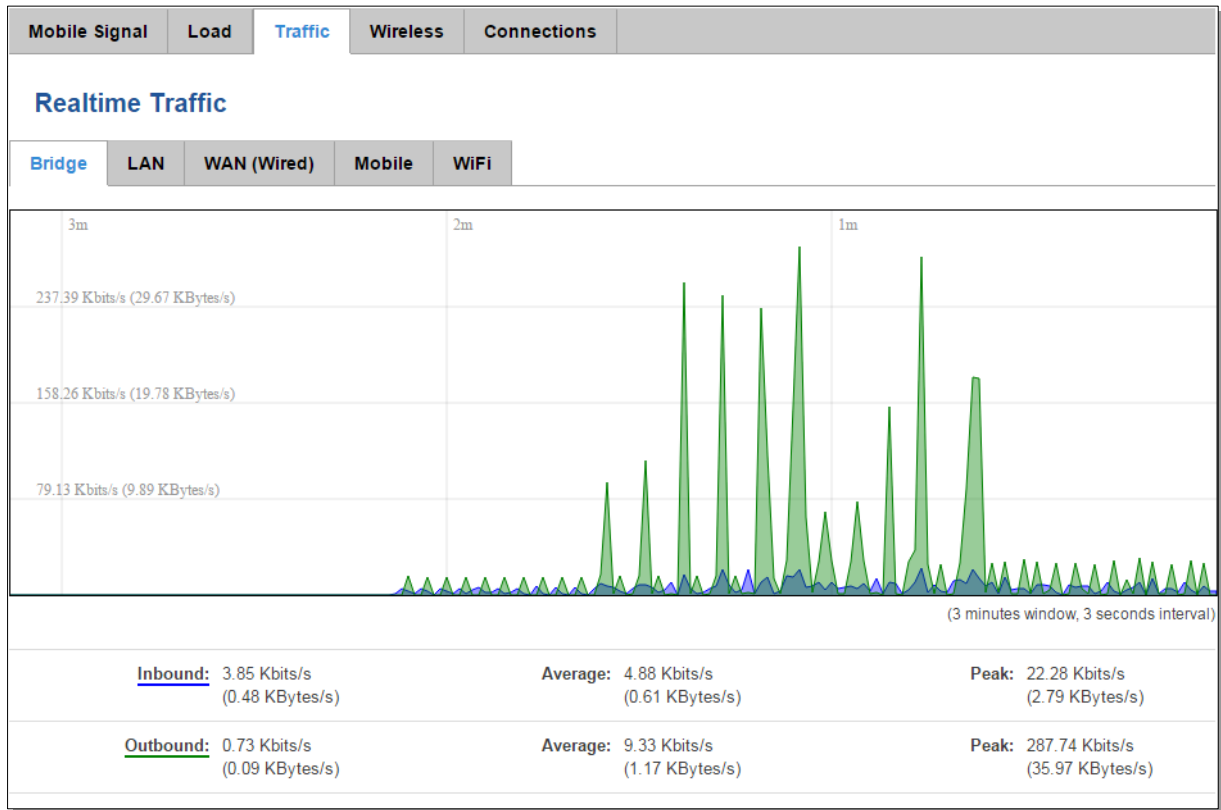 Mobile Signal Load Traffic Wireless Connections
Realtime Traffic
Bridge LAN WAN (Wired) Mobile WiFi
3m 2m 1m
237.39 Kbits/s (29.67 KBytes/s)
158.26 Kbits/s (19.78 KBytes/s)
79.13 Kbits/s (9.89 KBytes/s)
(3 minutes window, 3 seconds interval)
Inbound: 3.85 Kbits/s Average: 4.88 Kbits/s Peak: 22.28 Kbits/s
(0.48 KBytes/s) (0.61 KBytes/s) (2.79 KBytes/s)
Outbound: 0.73 Kbits/s Average: 9.33 Kbits/s Peak: 287.74 Kbits/s
(0.09 KBytes/s) (1.17 KBytes/s) (35.97 KBytes/s)